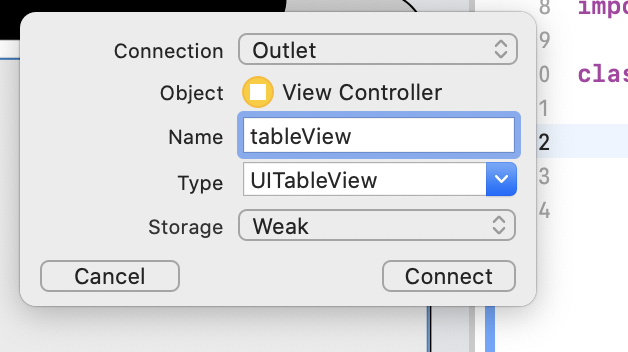 8 impo
Connection Outlet
9
Object View Controller
0 clas
1
Name tableView
2
Type UITableView
3
Storage Weak
4
Cancel Connect